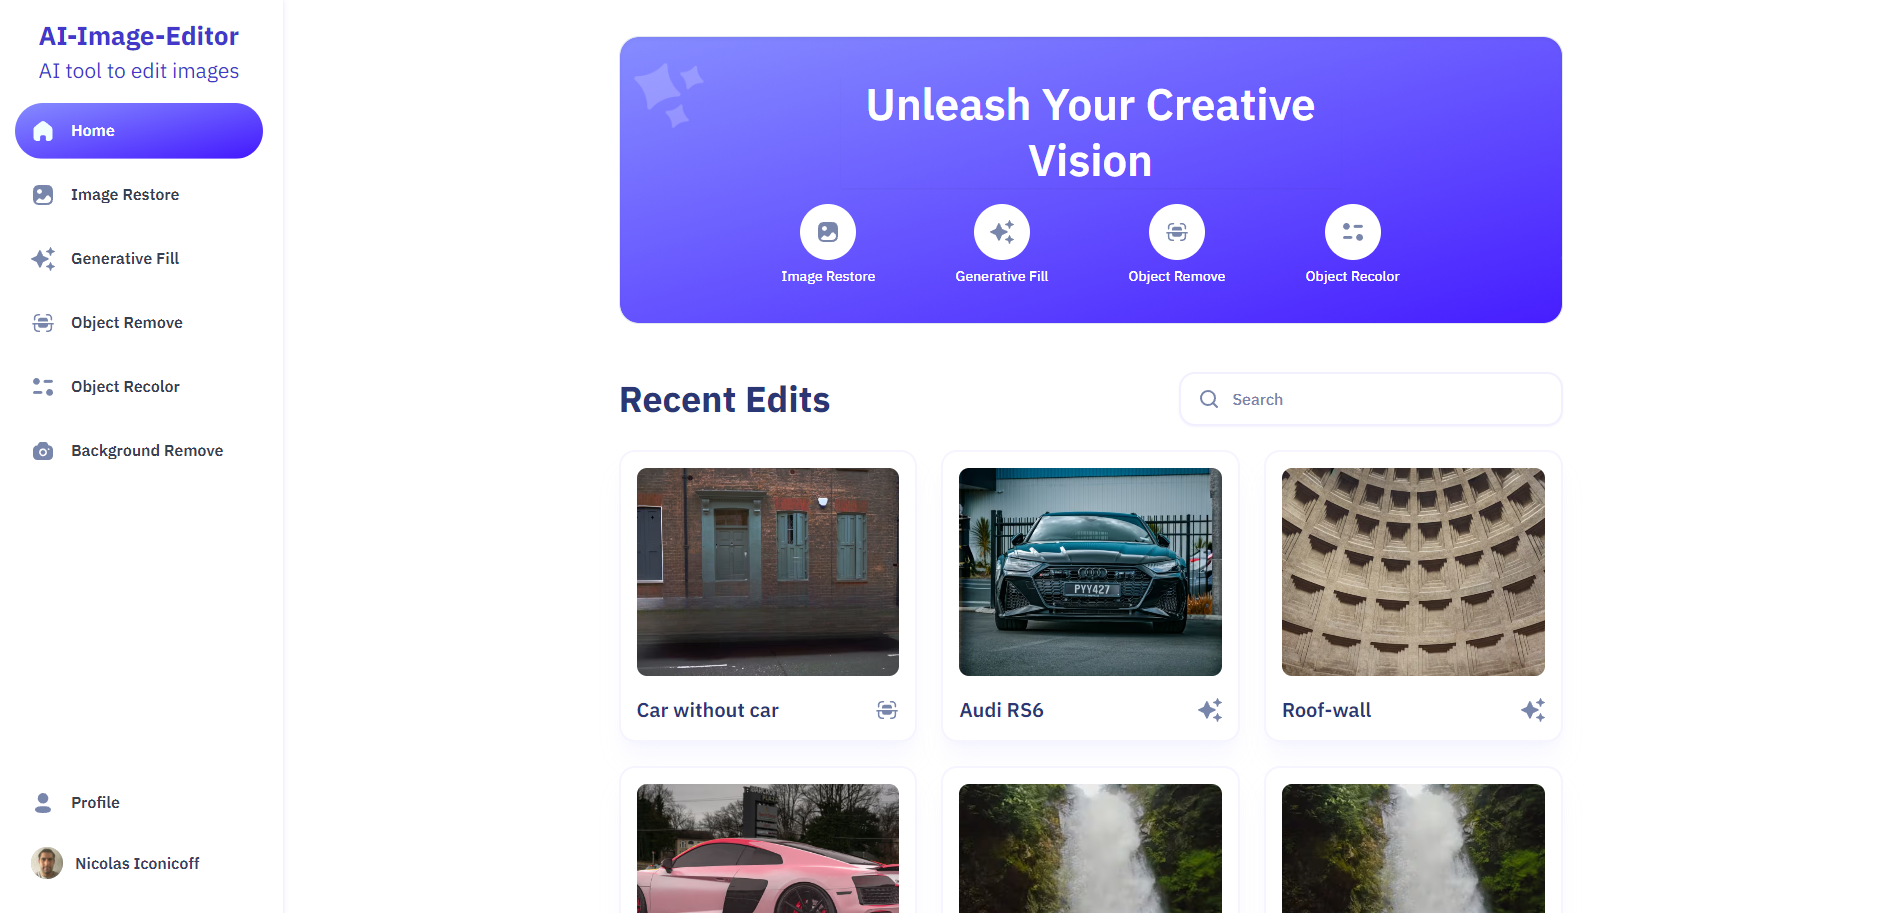 AI-Image-Editor
AI tool to edit images
Home
Image Restore
Generative Fill
Object Remove
Object Recolor
Background Remove
Profile
Nicolas Iconicoff
Unleash Your Creative
Vision
Image Restore
Generative Fill
Object Remove
Object Recolor
Recent Edits
Search
PYY427
Car without car
Audi RS6
Roof-wall